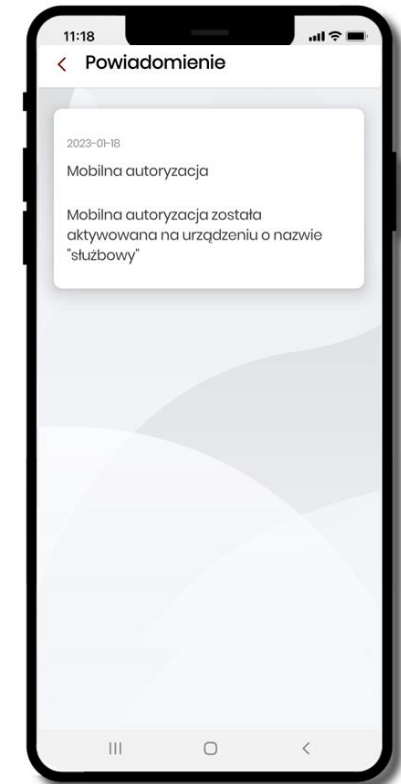 11:18
Powiadomienie
2023-01-18
Mobilna autoryzacja
Mobilna autoryzacja została
aktywowana na urządzeniu o nazwie
"służbowy"